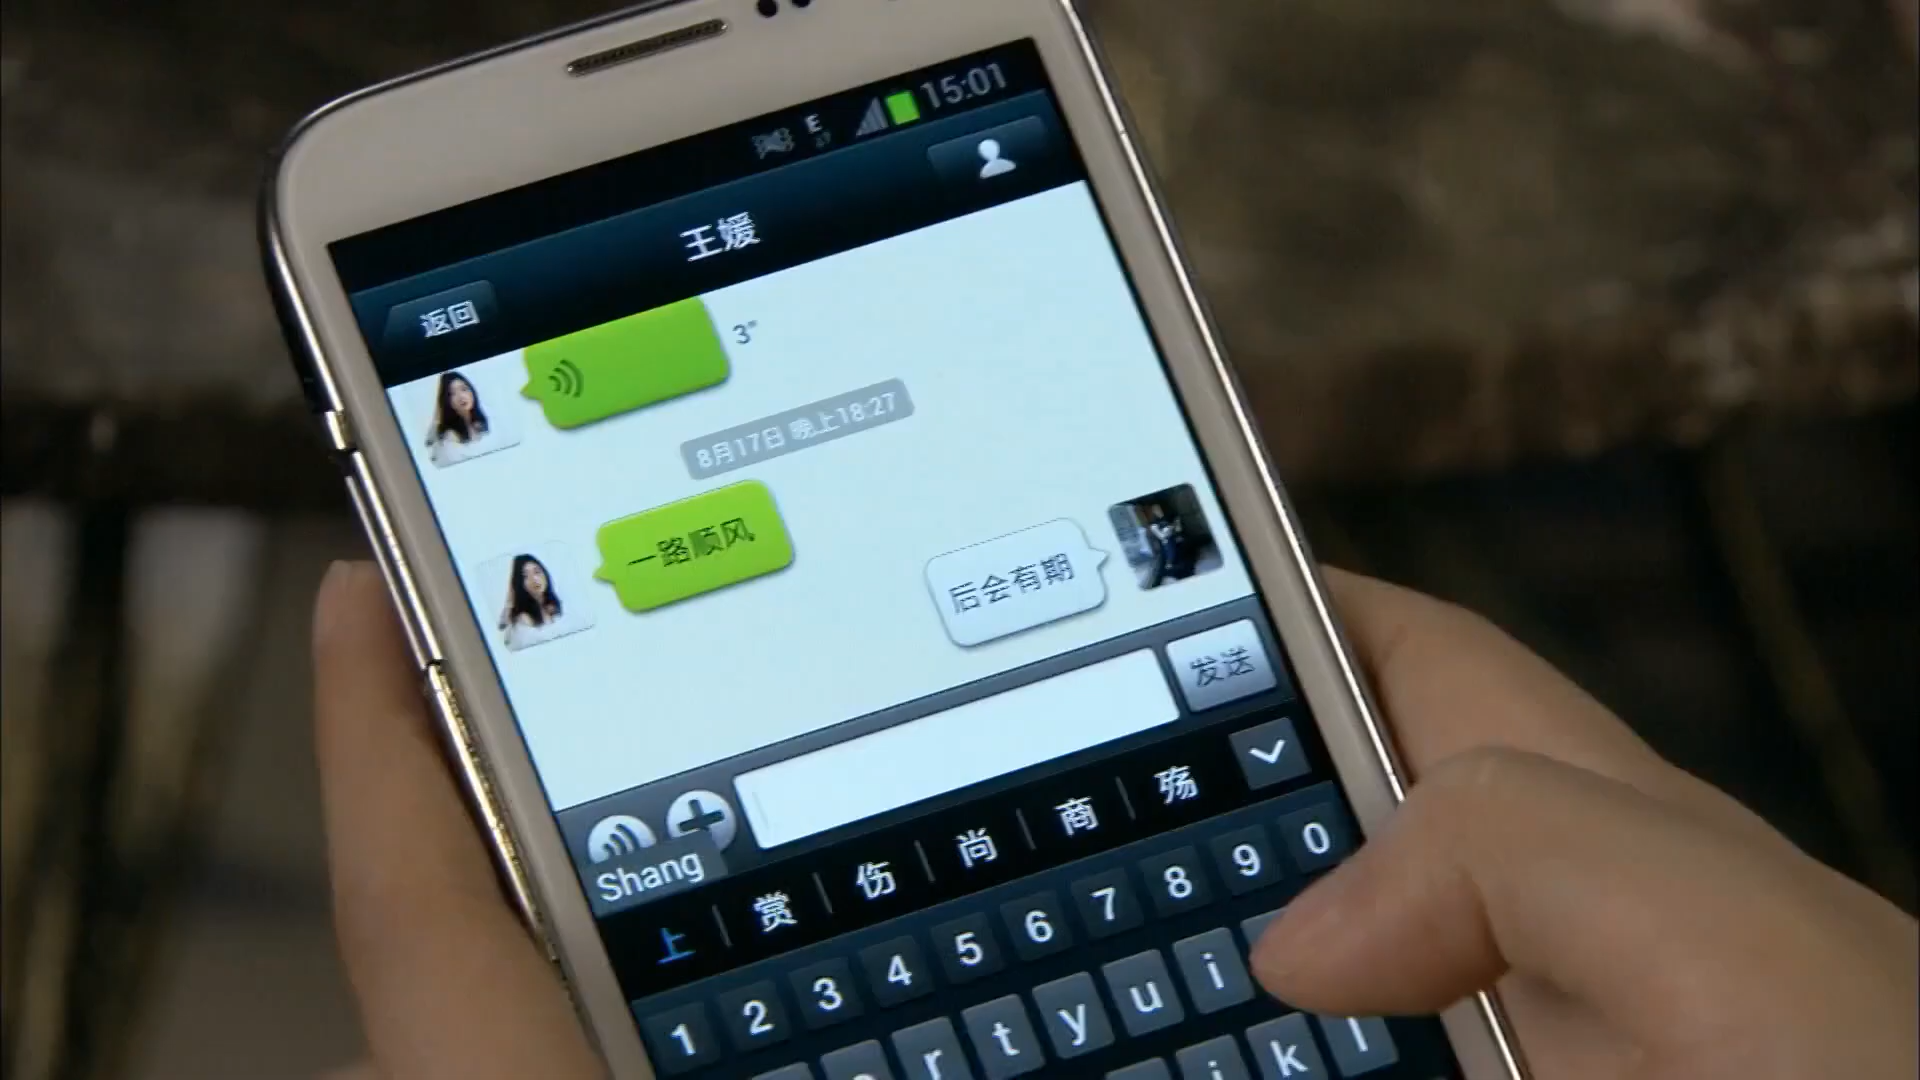 15:01
E
王媛
返回
3"
8月17日 晚上18:27
一路顺风
后会有期
发送
Shang
上 赏 伤 尚 商 殇
1 2 3 4 5 6 7 8 9 0
r t y u i
k l